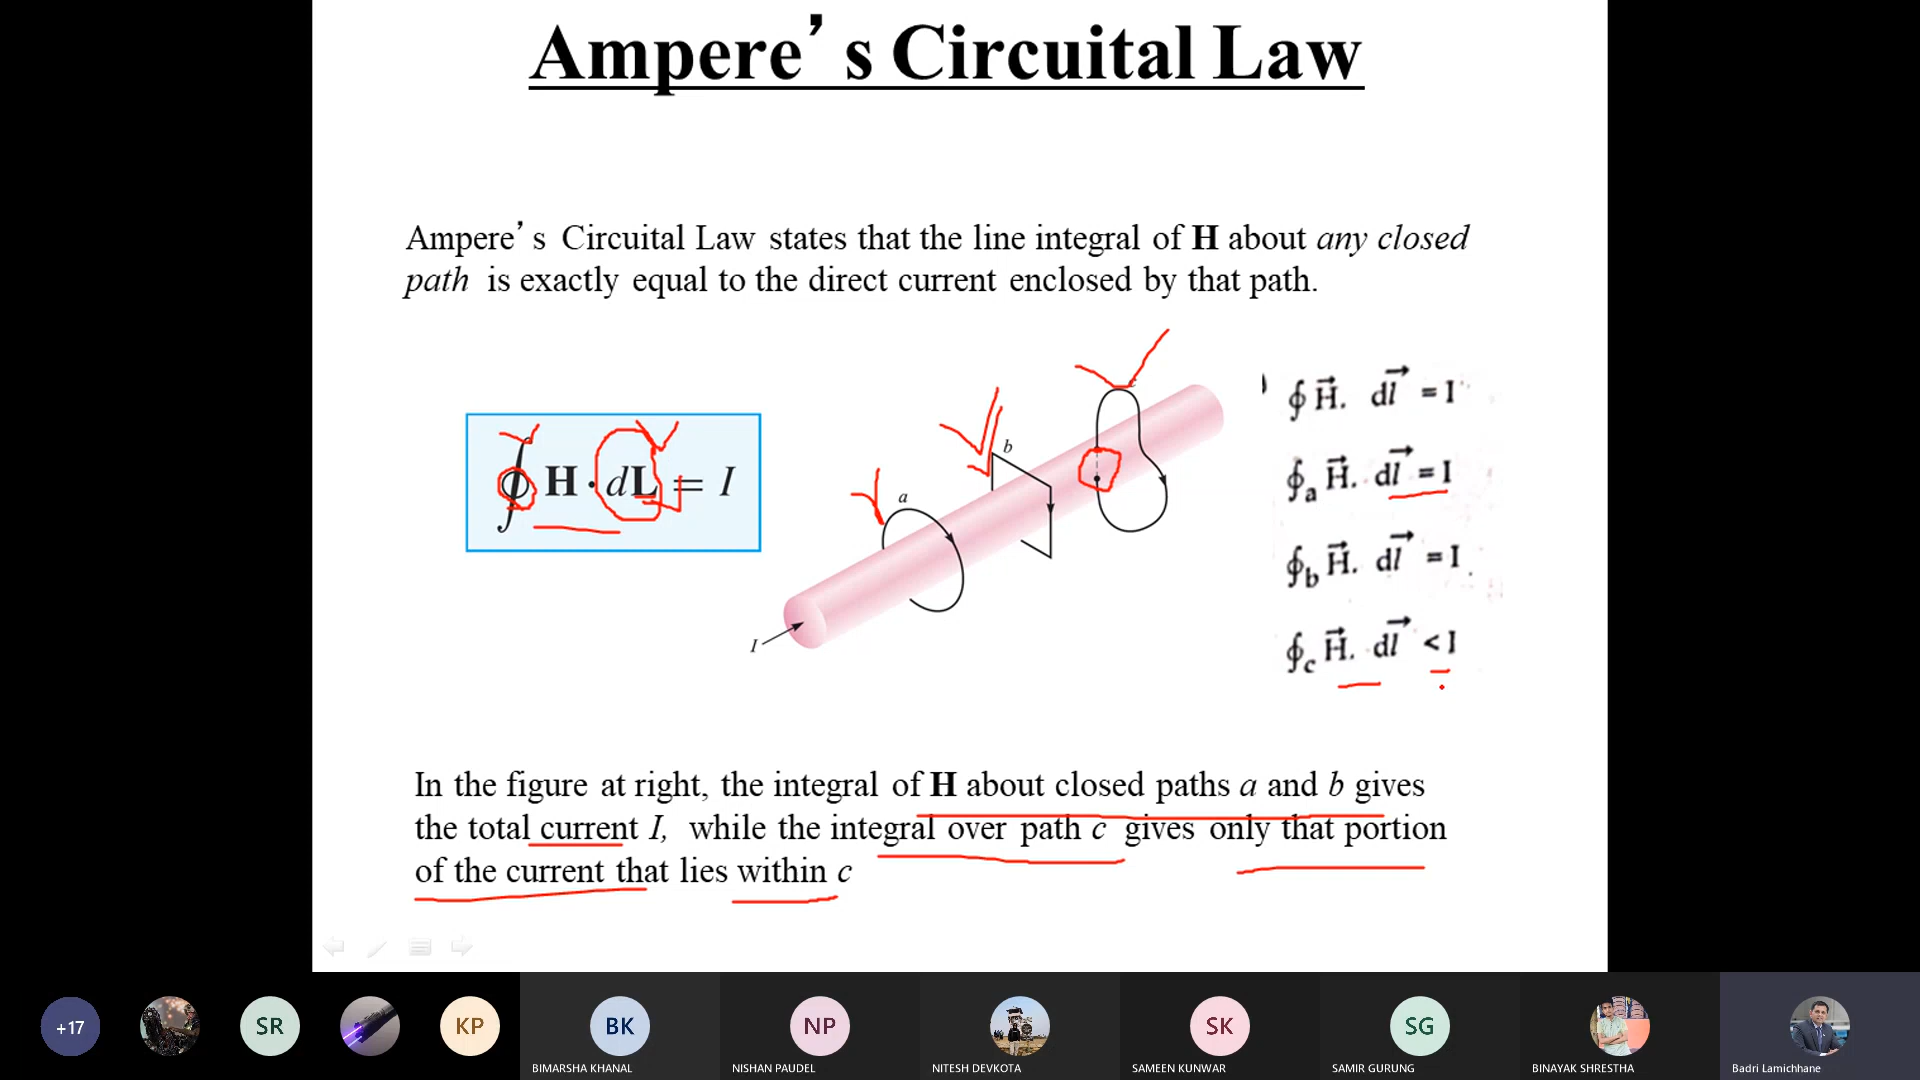 Ampere’s Circuital Law
Ampere’s Circuital Law states that the line integral of H about any closed
path is exactly equal to the direct current enclosed by that path.
∮ H · dL = I
a
b
c
I
∮ H⃗. dl⃗ = I
∮a H⃗. dl⃗ = I
∮b H⃗. dl⃗ = I
∮c H⃗. dl⃗ < I
In the figure at right, the integral of H about closed paths a and b gives
the total current I, while the integral over path c gives only that portion
of the current that lies within c
+17
SR
KP
BK
NP
SK
SG
BIMARSHA KHANAL
NISHAN PAUDEL
NITESH DEVKOTA
SAMEEN KUNWAR
SAMIR GURUNG
BINAYAK SHRESTHA
Badri Lamichhane